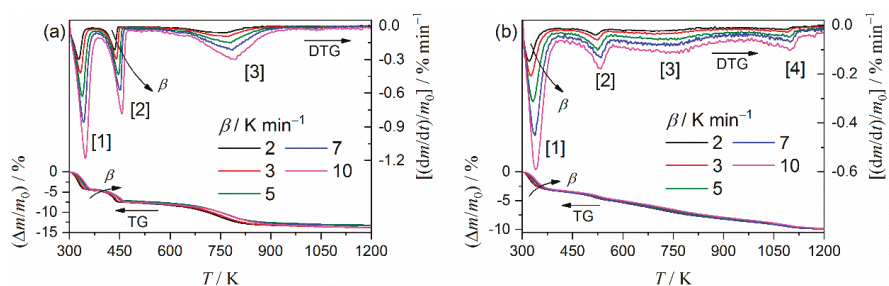 (a)
0.0
-0.3
-0.6
-0.9
-1.2
[(dm/dt)/m₀] / % min⁻¹
DTG
[1]
[2]
[3]
β
β / K min⁻¹
2
7
3
10
5
0
-5
-10
-15
(Δm/m₀) / %
β
TG
300
450
600
750
900
1050
1200
T / K
(b)
0.0
-0.2
-0.4
-0.6
[(dm/dt)/m₀] / % min⁻¹
DTG
[1]
[2]
[3]
[4]
β
β / K min⁻¹
2
7
3
10
5
0
-5
-10
(Δm/m₀) / %
β
TG
300
450
600
750
900
1050
1200
T / K